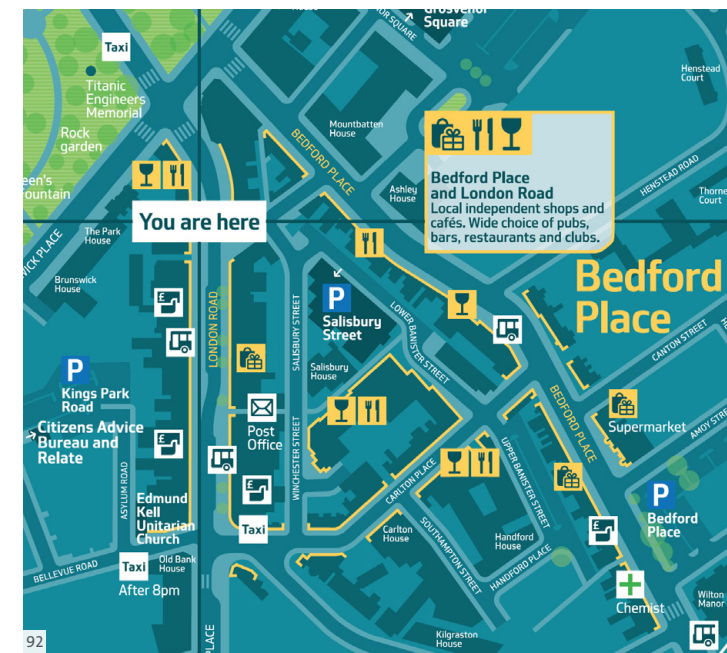 Grosvenor
Square
Taxi
Titanic
Engineers
Memorial
Rock
garden
Henstead
Court
Mountbatten
House
BEDFORD PLACE
Bedford Place
and London Road
Local independent shops and
cafés. Wide choice of pubs,
bars, restaurants and clubs.
HENSTEAD ROAD
Thorne
Court
een's
ountain
Ashley
House
You are here
The Park
House
WICK PLACE
Brunswick
House
Bedford
Place
£
P
Salisbury
Street
LONDON ROAD
SALISBURY STREET
LOWER BANISTER STREET
CANTON STREET
P
Kings Park
Road
Salisbury
House
Citizens Advice
Bureau and
Relate
Post
Office
BEDFORD PLACE
Supermarket
AMOY STRE
£
WINCHESTER STREET
CARLTON PLACE
UPPER BANISTER STREET
ASYLUM ROAD
£
Edmund
Kell
Unitarian
Church
Taxi
Carlton
House
SOUTHAMPTON STREET
Handford
House
P
Bedford
Place
£
HANDFORD PLACE
BELLEVUE ROAD
Taxi
After 8pm
Old Bank
House
Chemist
Wilton
Manor
92
PLACE
Kilgraston
House